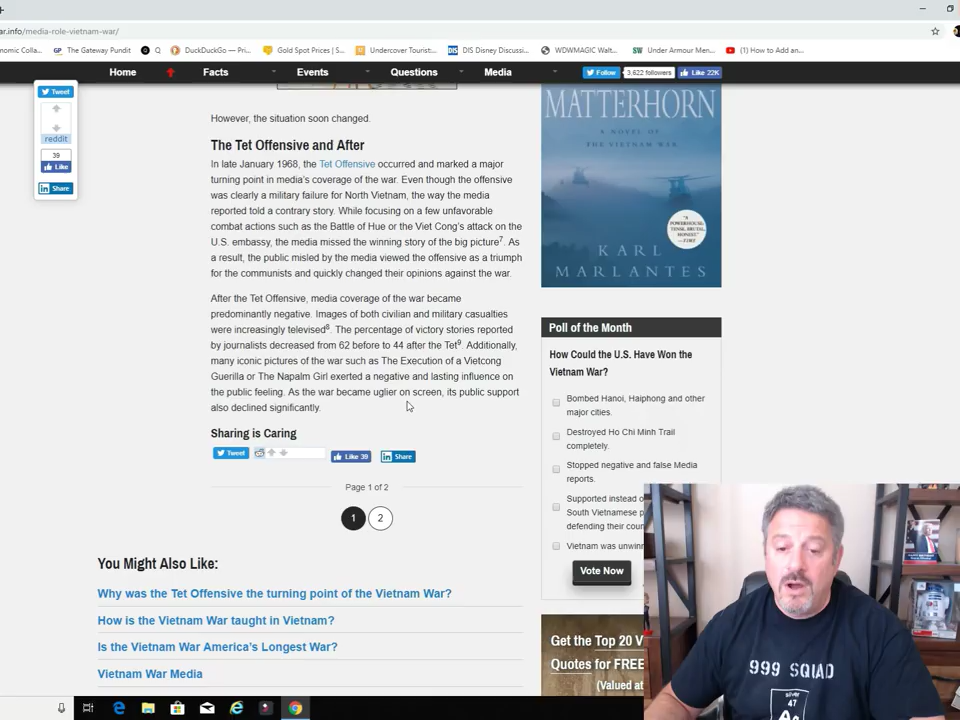 ar.info/media-role-vietnam-war/
nomic Colla... GP The Gateway Pundit Q DuckDuckGo — Pri... Gold Spot Prices | S... Undercover Tourist:... DIS DIS Disney Discussi... WDWMAGIC Walt... SW Under Armour Men... (1) How to Add an...
Home Facts Events Questions Media Follow 3,622 followers Like 22K
Tweet
reddit
39
Like
Share
However, the situation soon changed.
The Tet Offensive and After
In late January 1968, the Tet Offensive occurred and marked a major
turning point in media's coverage of the war. Even though the offensive
was clearly a military failure for North Vietnam, the way the media
reported told a contrary story. While focusing on a few unfavorable
combat actions such as the Battle of Hue or the Viet Cong's attack on the
U.S. embassy, the media missed the winning story of the big picture7. As
a result, the public misled by the media viewed the offensive as a triumph
for the communists and quickly changed their opinions against the war.
After the Tet Offensive, media coverage of the war became
predominantly negative. Images of both civilian and military casualties
were increasingly televised8. The percentage of victory stories reported
by journalists decreased from 62 before to 44 after the Tet9. Additionally,
many iconic pictures of the war such as The Execution of a Vietcong
Guerilla or The Napalm Girl exerted a negative and lasting influence on
the public feeling. As the war became uglier on screen, its public support
also declined significantly.
Sharing is Caring
Tweet Like 39 Share
Page 1 of 2
1 2
You Might Also Like:
Why was the Tet Offensive the turning point of the Vietnam War?
How is the Vietnam War taught in Vietnam?
Is the Vietnam War America's Longest War?
Vietnam War Media
MATTERHORN
A NOVEL OF
THE VIETNAM WAR
"A
POWERHOUSE:
TENSE, BRUTAL,
HONEST."
—TIME
KARL
MARLANTES
Poll of the Month
How Could the U.S. Have Won the
Vietnam War?
Bombed Hanoi, Haiphong and other
major cities.
Destroyed Ho Chi Minh Trail
completely.
Stopped negative and false Media
reports.
Supported instead o
South Vietnamese p
defending their coun
Vietnam was unwinn
Vote Now
Get the Top 20 V
Quotes for FREE
(Valued at
999 SQUAD
silver
47
Ag